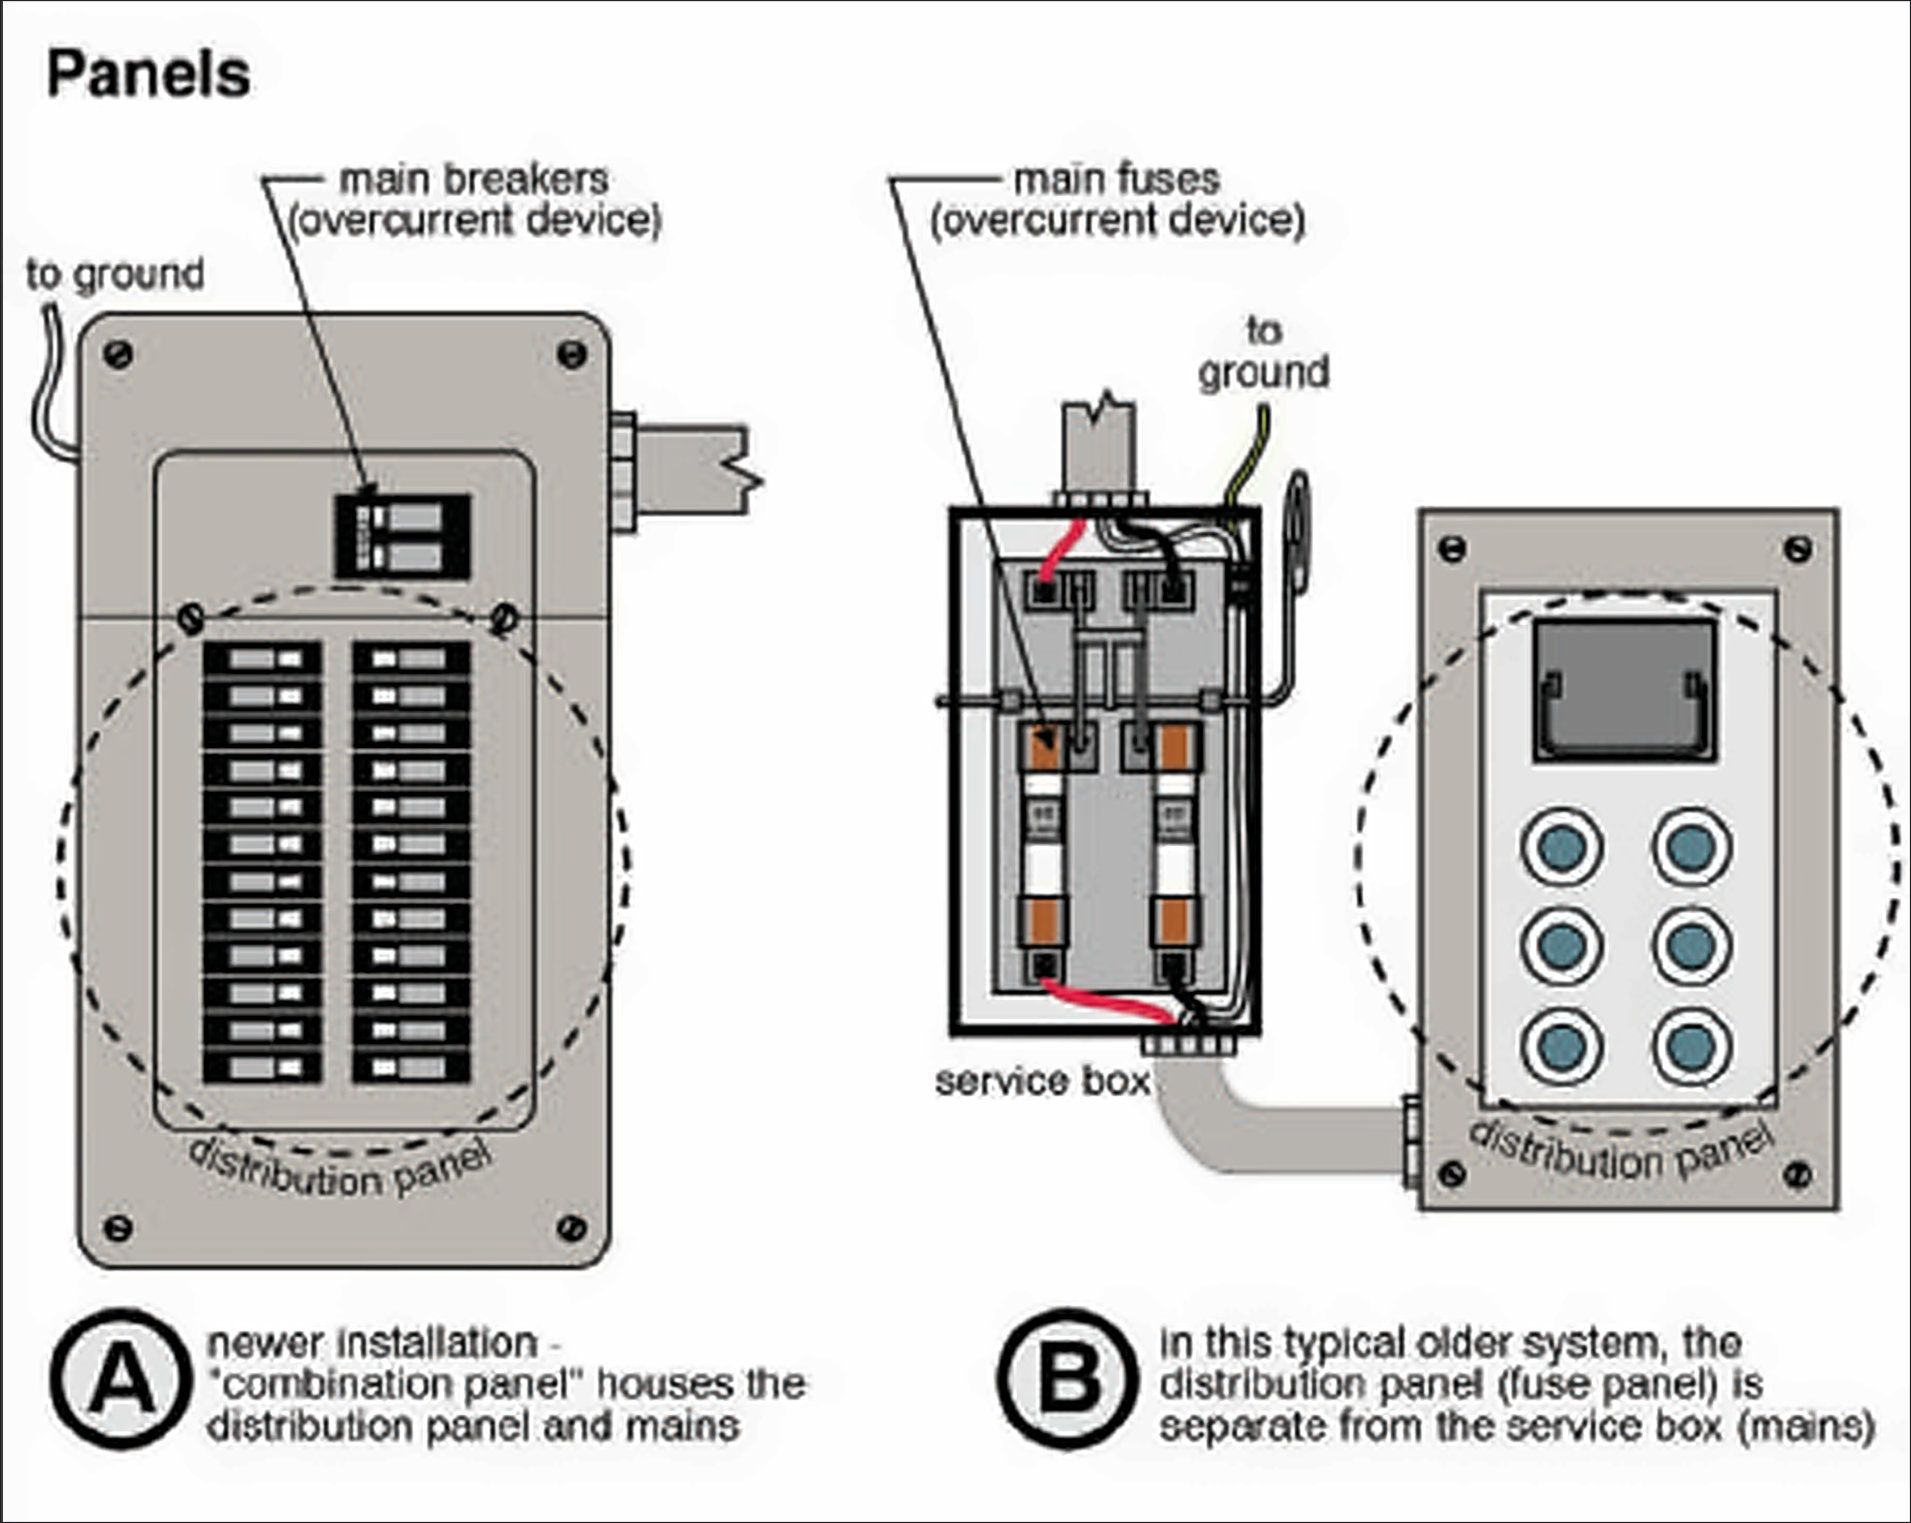 Panels
main breakers
(overcurrent device)
to ground
distribution panel
main fuses
(overcurrent device)
to
ground
service box
distribution panel
A
newer installation -
"combination panel" houses the
distribution panel and mains
B
in this typical older system, the
distribution panel (fuse panel) is
separate from the service box (mains)